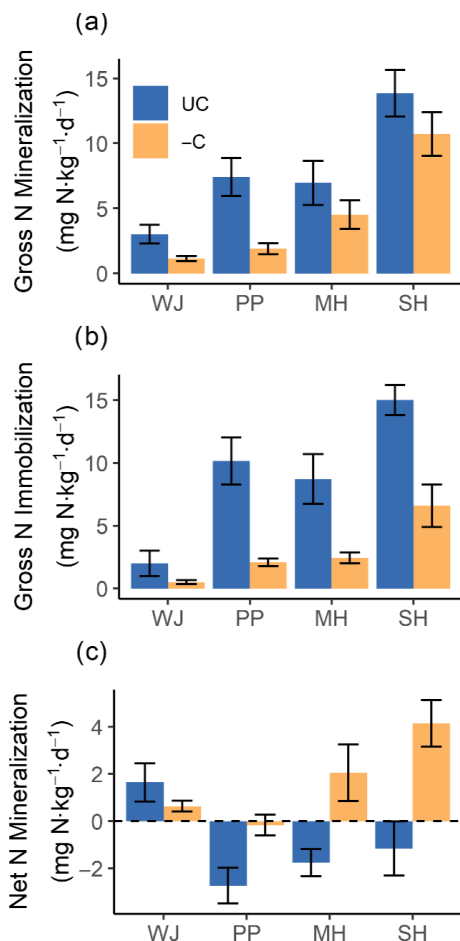 (a)
Gross N Mineralization
(mg N·kg⁻¹·d⁻¹)
15
10
5
0
UC
−C
WJ PP MH SH
(b)
Gross N Immobilization
(mg N·kg⁻¹·d⁻¹)
15
10
5
0
WJ PP MH SH
(c)
Net N Mineralization
(mg N·kg⁻¹·d⁻¹)
4
2
0
−2
WJ PP MH SH